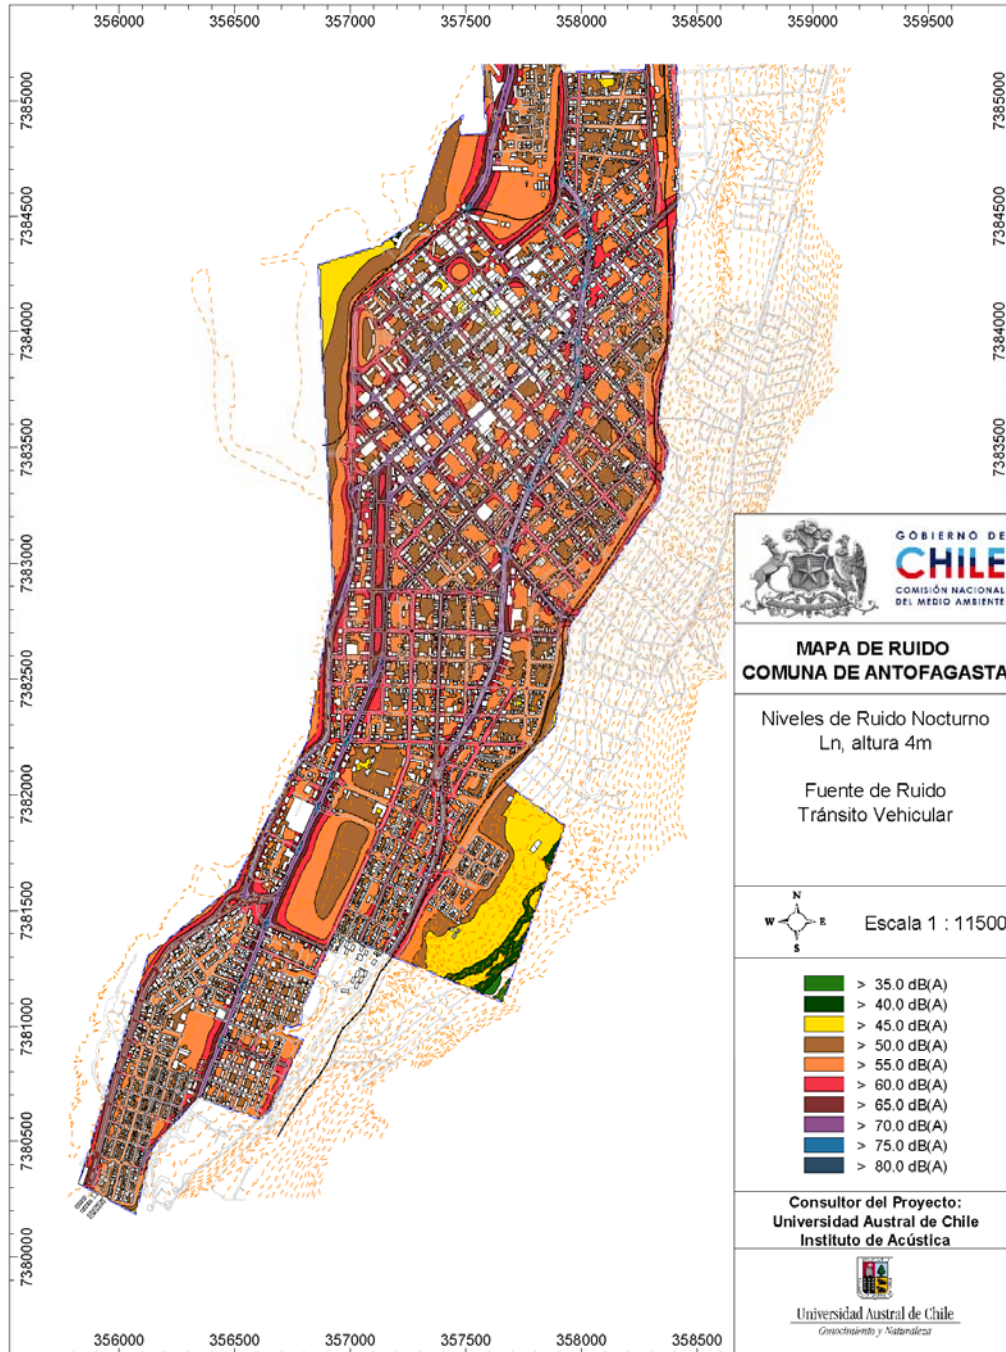 356000 356500 357000 357500 358000 358500 359000 359500
7385000
7384500
7384000
7383500
7383000
7382500
7382000
7381500
7381000
7380500
7380000
7385000
7384500
7384000
7383500
GOBIERNO DE
CHILE
COMISIÓN NACIONAL
DEL MEDIO AMBIENTE
MAPA DE RUIDO
COMUNA DE ANTOFAGASTA
Niveles de Ruido Nocturno
Ln, altura 4m
Fuente de Ruido
Tránsito Vehicular
N
W E
S
Escala 1 : 11500
> 35.0 dB(A)
> 40.0 dB(A)
> 45.0 dB(A)
> 50.0 dB(A)
> 55.0 dB(A)
> 60.0 dB(A)
> 65.0 dB(A)
> 70.0 dB(A)
> 75.0 dB(A)
> 80.0 dB(A)
Consultor del Proyecto:
Universidad Austral de Chile
Instituto de Acústica
Universidad Austral de Chile
Conocimiento y Naturaleza
356000 356500 357000 357500 358000 358500